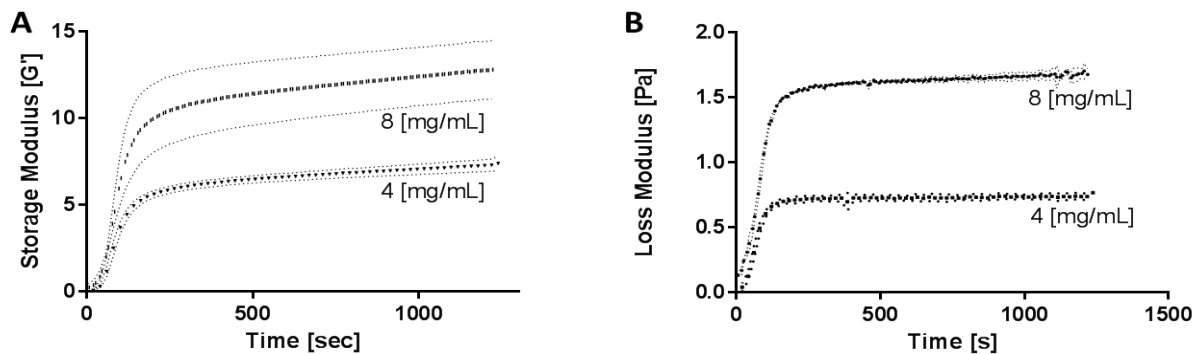 A
Storage Modulus [G']
15
10
5
0
8 [mg/mL]
4 [mg/mL]
0
500
1000
Time [sec]
B
Loss Modulus [Pa]
2.0
1.5
1.0
0.5
0.0
8 [mg/mL]
4 [mg/mL]
0
500
1000
1500
Time [s]